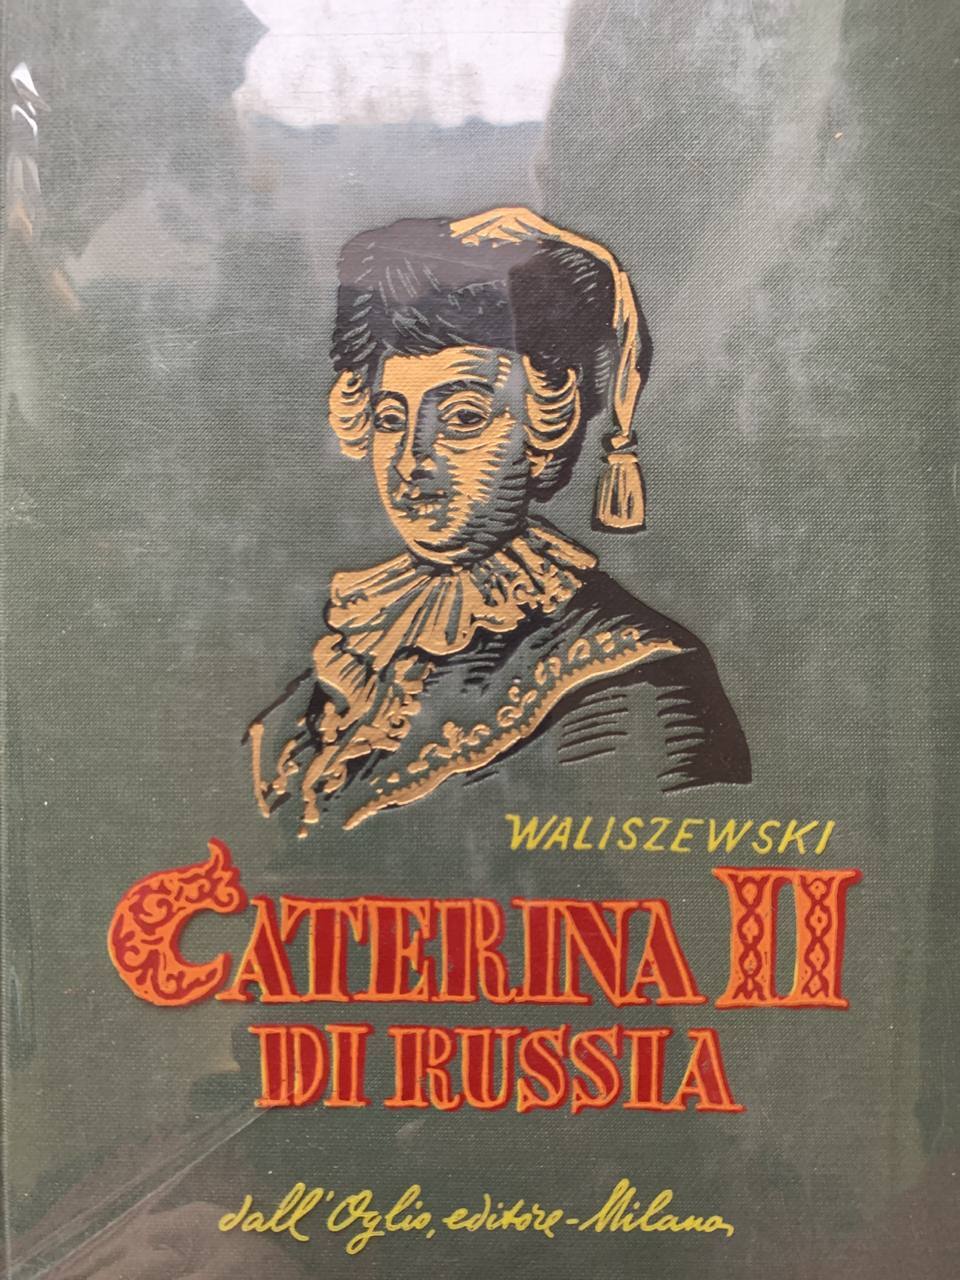 WALISZEWSKI
CATERINA II
DI RUSSIA
dall'Oglio, editore - Milano